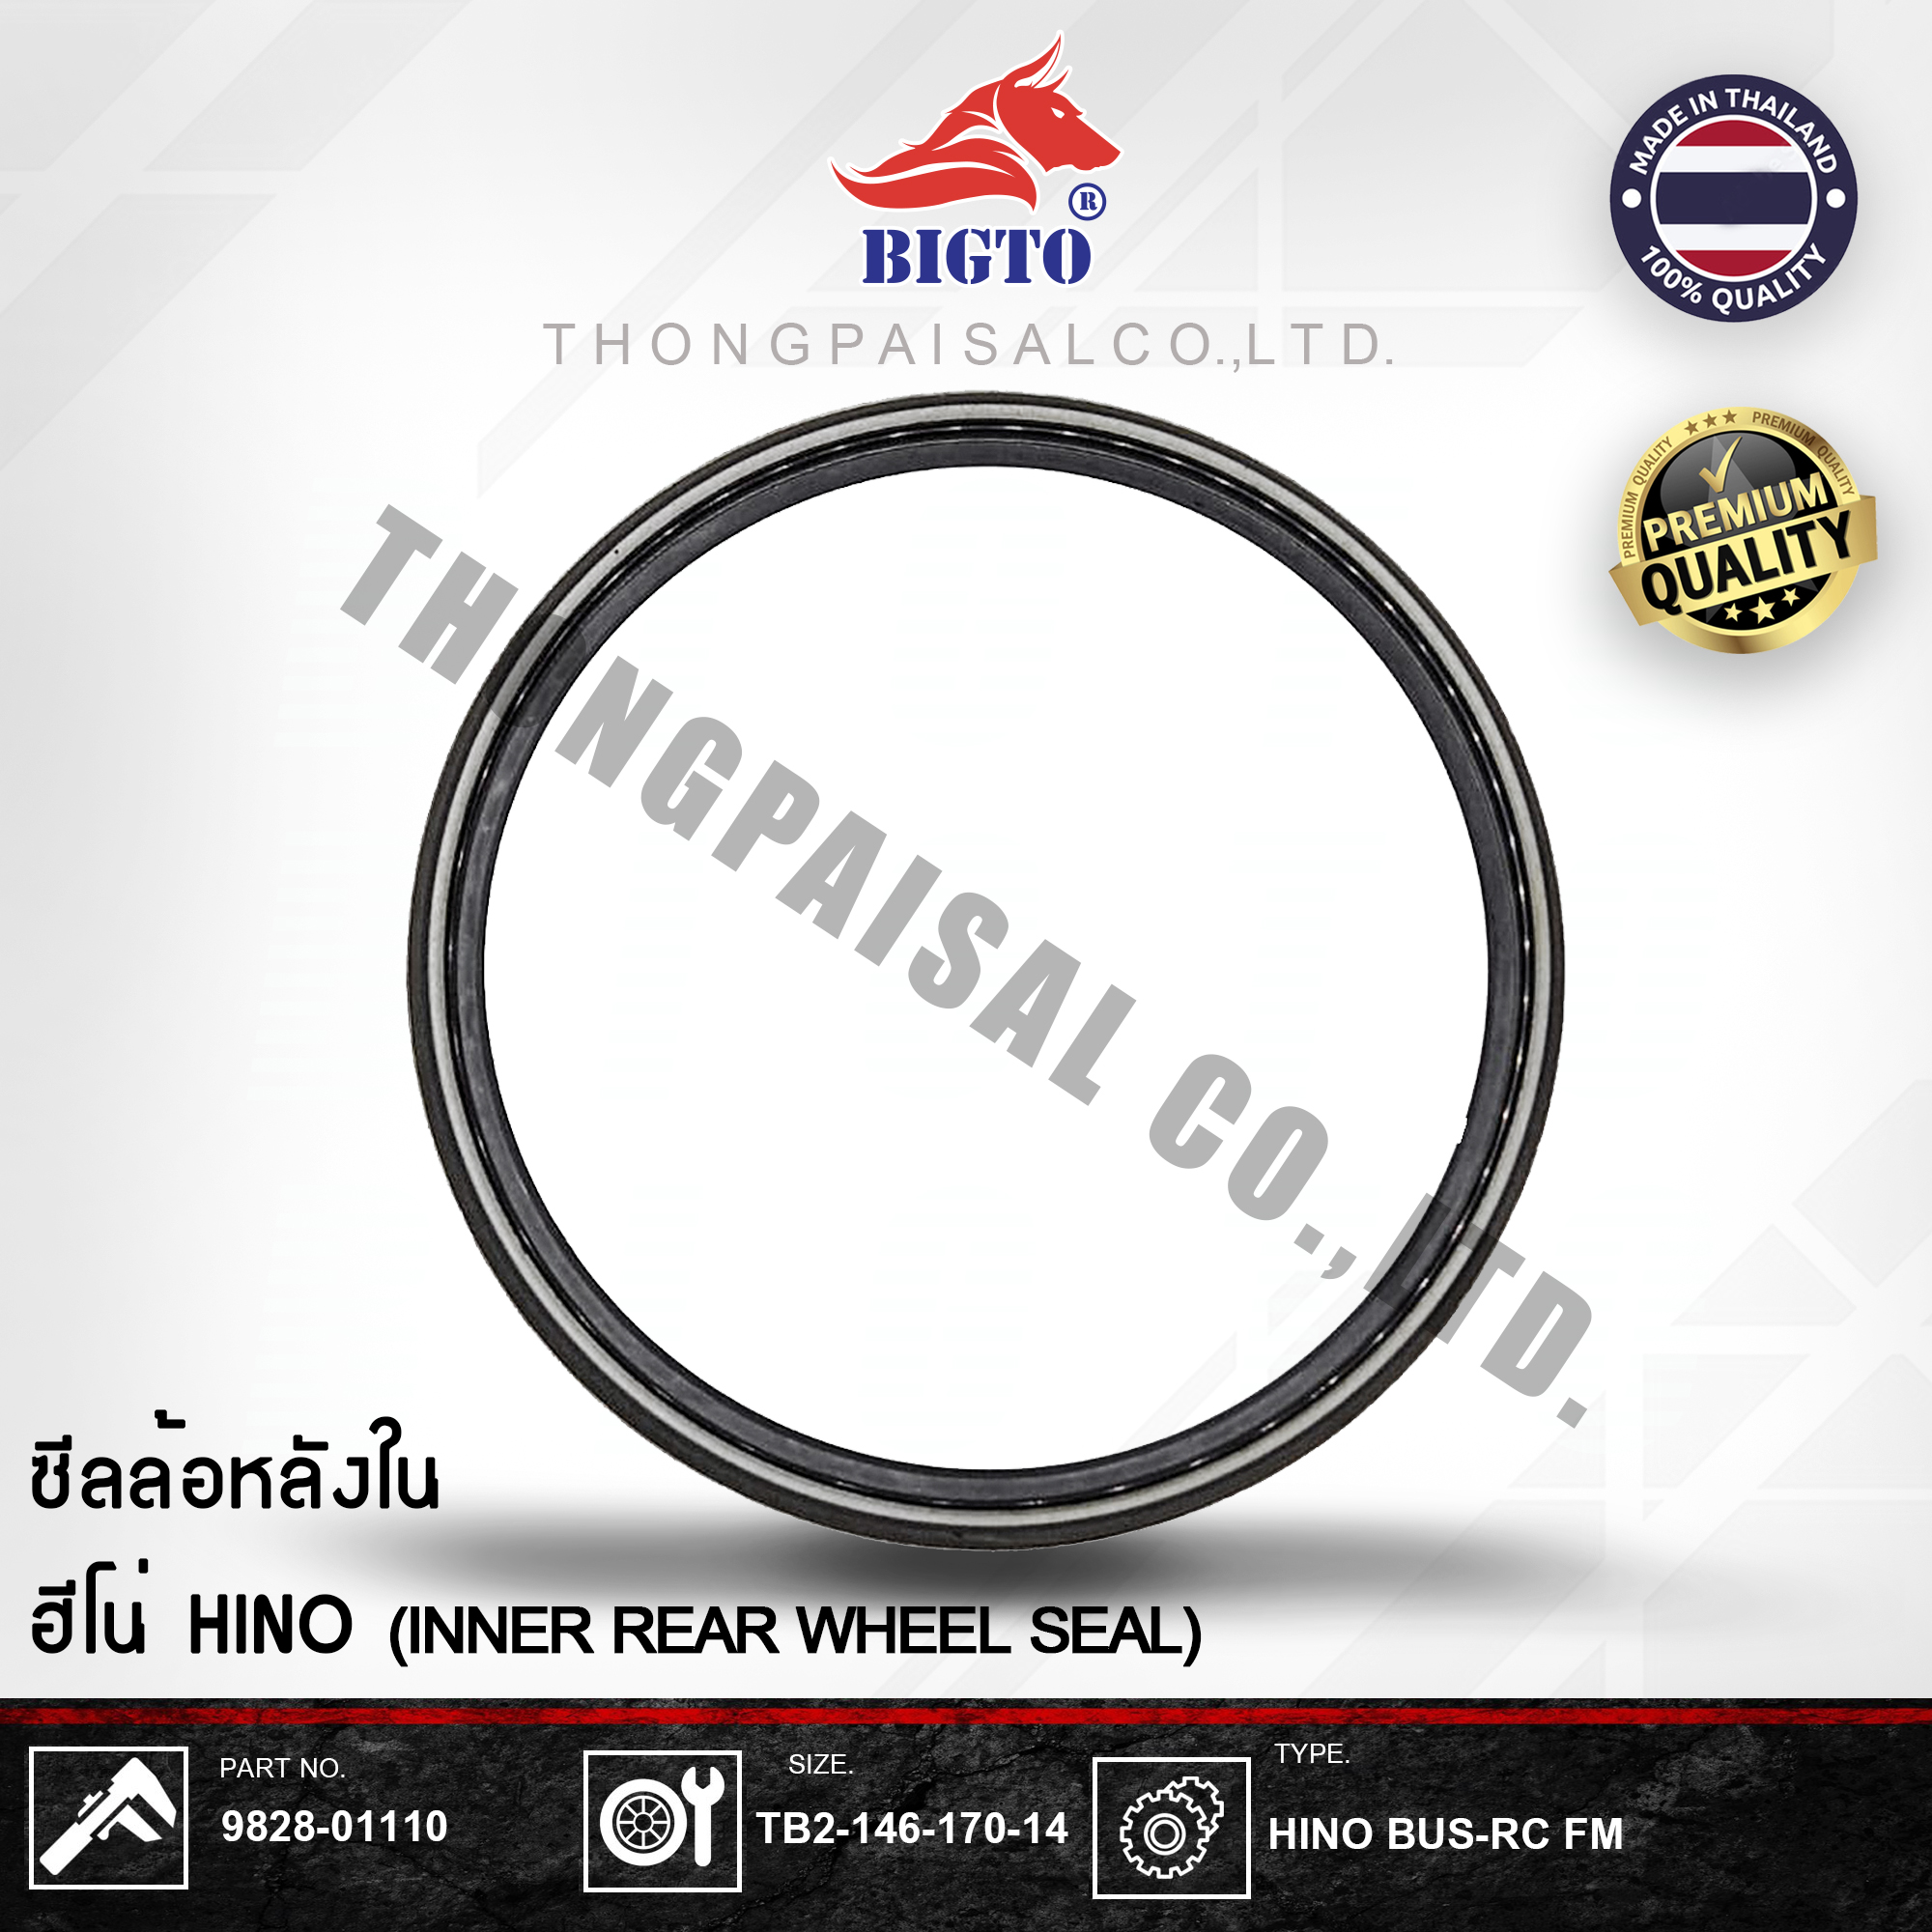 ®
BIGTO
THONGPAISALCO.,LTD.
MADE IN THAILAND
100% QUALITY
PREMIUM QUALITY
PREMIUM QUALITY
PREMIUM QUALITY
PREMIUM
QUALITY
THONGPAISAL CO.,LTD.
ซีลล้อหลังใน
ฮีโน่ HINO (INNER REAR WHEEL SEAL)
PART NO.
9828-01110
SIZE.
TB2-146-170-14
TYPE.
HINO BUS-RC FM